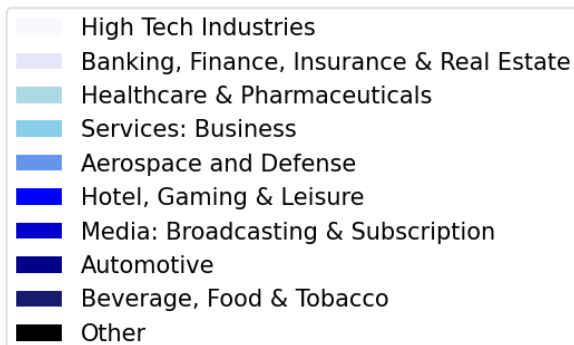 High Tech Industries
Banking, Finance, Insurance & Real Estate
Healthcare & Pharmaceuticals
Services: Business
Aerospace and Defense
Hotel, Gaming & Leisure
Media: Broadcasting & Subscription
Automotive
Beverage, Food & Tobacco
Other